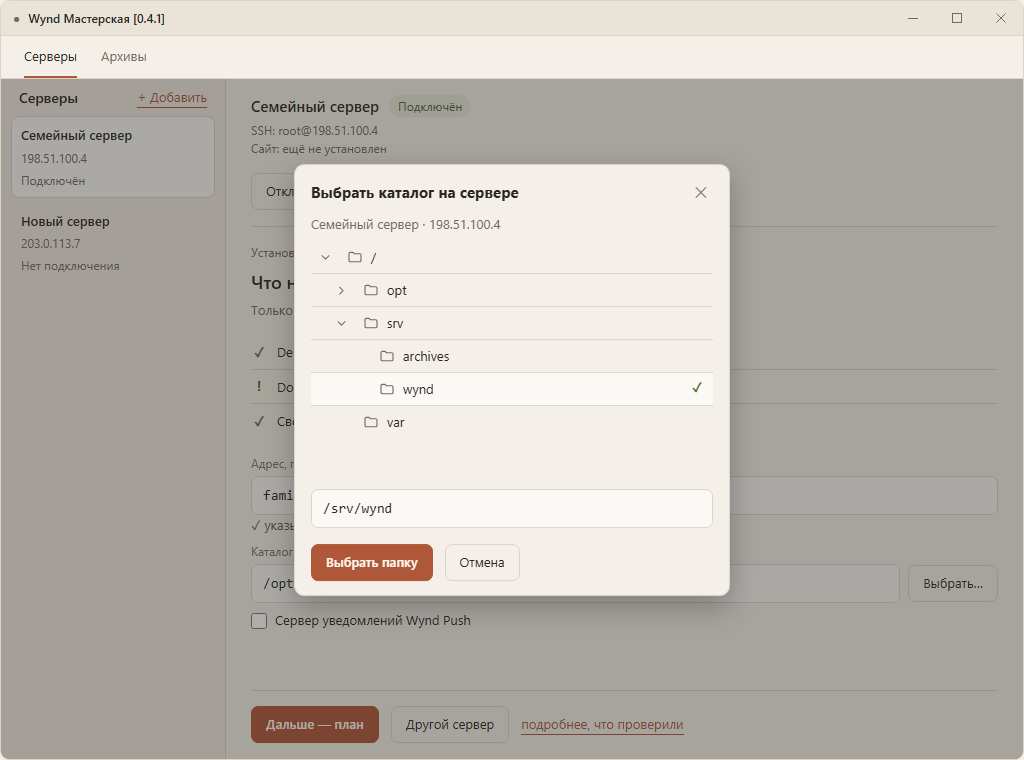 Wynd Мастерская [0.4.1]
Серверы
Архивы
Серверы
+ Добавить
Семейный сервер
198.51.100.4
Подключён
Новый сервер
203.0.113.7
Нет подключения
Семейный сервер
Подключён
SSH: root@198.51.100.4
Сайт: ещё не установлен
Откл
Выбрать каталог на сервере
Семейный сервер · 198.51.100.4
/
opt
srv
archives
wynd
var
/srv/wynd
Выбрать папку
Отмена
Установ
Что н
Только
De
! Do
Сво
Адрес, п
fami
✓ указы
Каталог
/opt
Выбрать...
Сервер уведомлений Wynd Push
Дальше — план
Другой сервер
подробнее, что проверили